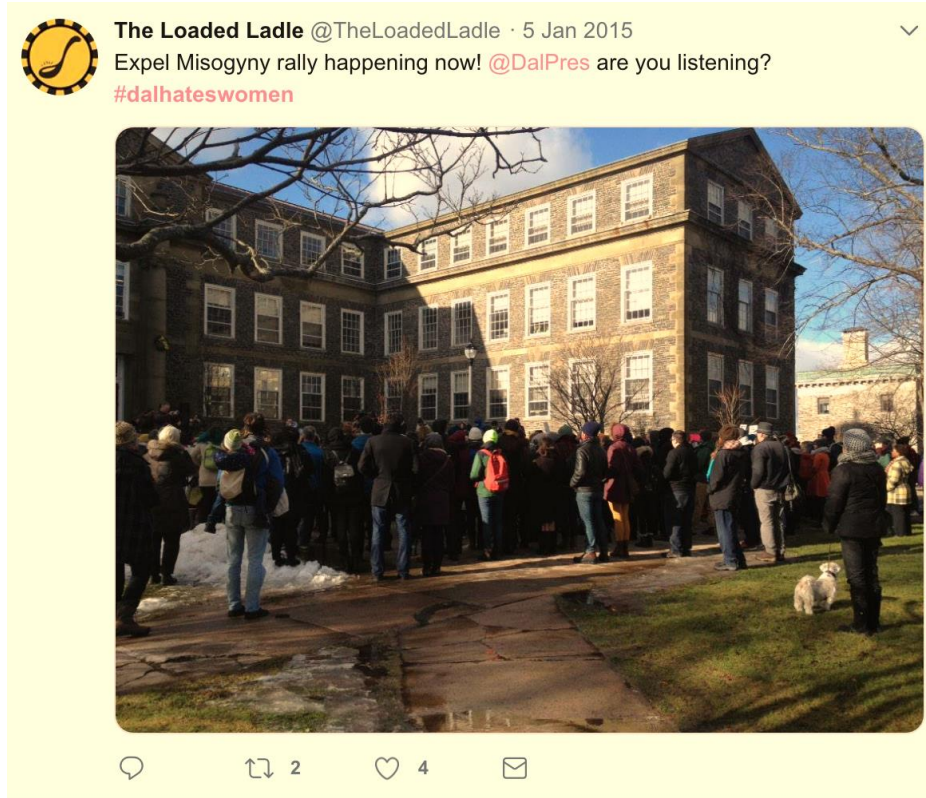 The Loaded Ladle @TheLoadedLadle · 5 Jan 2015
Expel Misogyny rally happening now! @DalPres are you listening?
#dalhateswomen
2 4